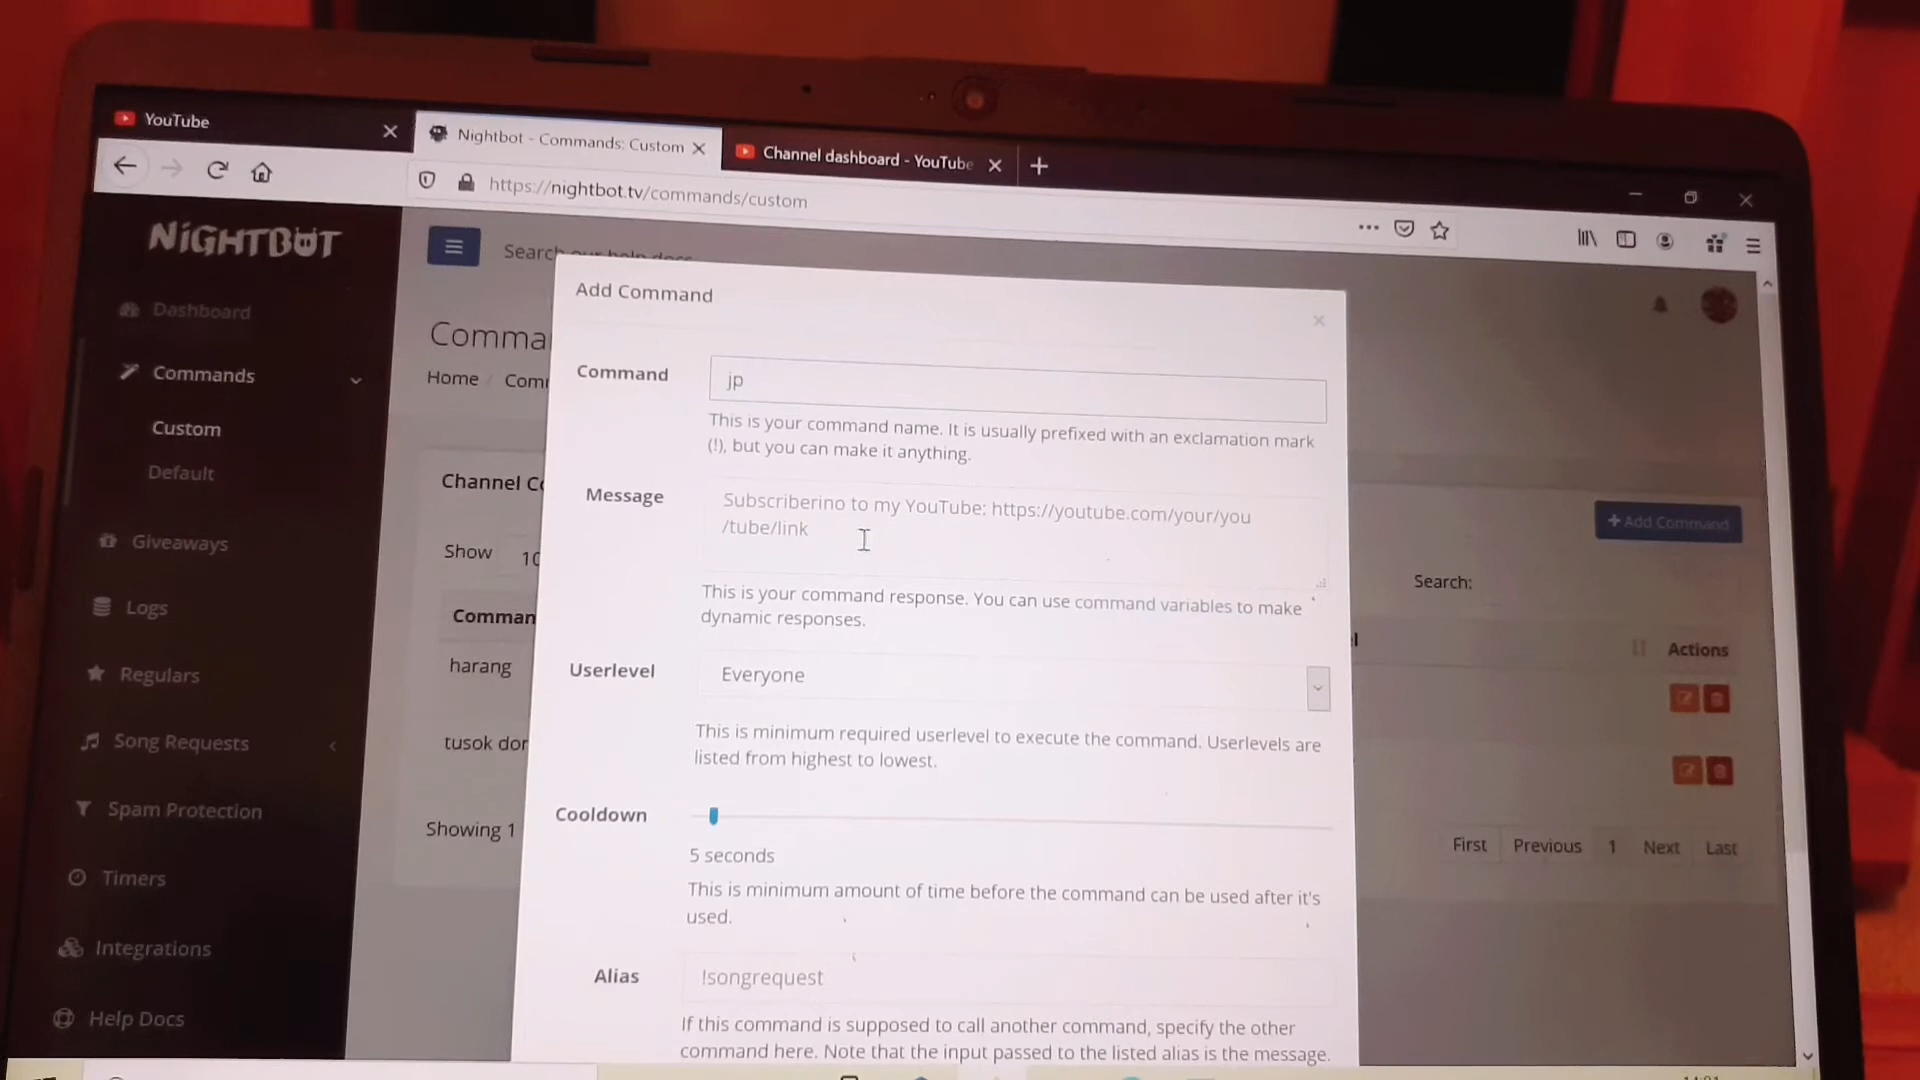 YouTube
Nightbot - Commands: Custom
Channel dashboard - YouTube
https://nightbot.tv/commands/custom
NiGHTBOT
Search our help docs
Dashboard
Commands
Custom
Default
Giveaways
Logs
Regulars
Song Requests
Spam Protection
Timers
Integrations
Help Docs
Comma
Home / Com
Channel Co
Show 10
Comman
harang
tusok dor
Showing 1
Add Command
Command
jp
This is your command name. It is usually prefixed with an exclamation mark
(!), but you can make it anything.
Message
Subscriberino to my YouTube: https://youtube.com/your/you
/tube/link
This is your command response. You can use command variables to make
dynamic responses.
Userlevel
Everyone
This is minimum required userlevel to execute the command. Userlevels are
listed from highest to lowest.
Cooldown
5 seconds
This is minimum amount of time before the command can be used after it's
used.
Alias
!songrequest
If this command is supposed to call another command, specify the other
command here. Note that the input passed to the listed alias is the message.
+ Add Command
Search:
Actions
First Previous 1 Next Last